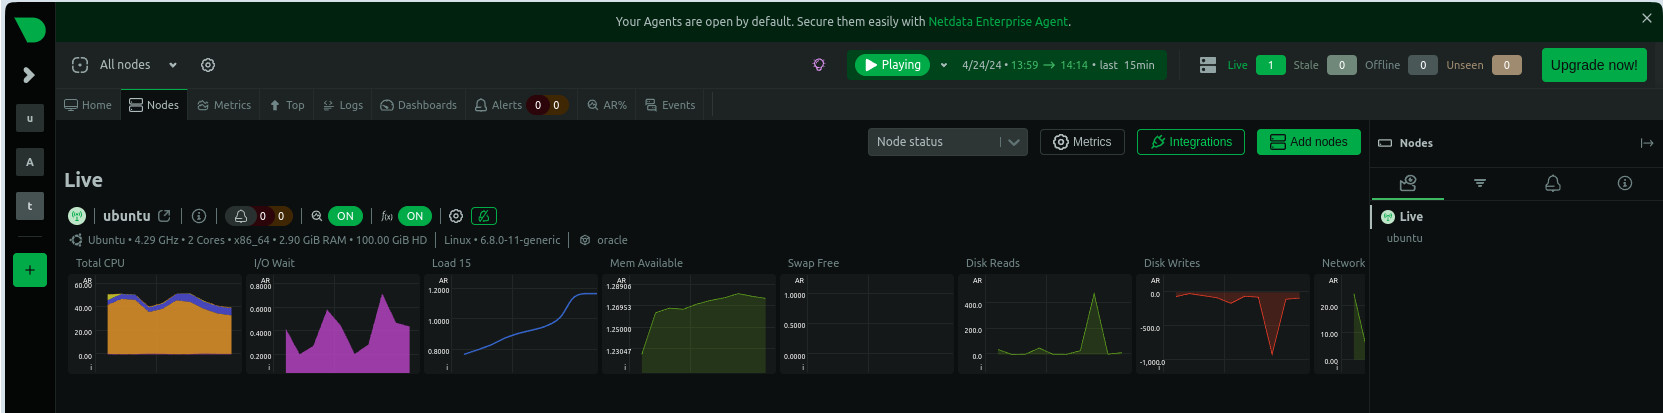 Your Agents are open by default. Secure them easily with Netdata Enterprise Agent.
All nodes
Playing
4/24/24 • 13:59 → 14:14 • last 15min
Live 1 Stale 0 Offline 0 Unseen 0
Upgrade now!
u
A
t
+
Home Nodes Metrics Top Logs Dashboards Alerts 0 0 AR% Events
Node status Metrics Integrations Add nodes
Nodes
Live
ubuntu 0 0 ON f(x) ON
Ubuntu • 4.29 GHz • 2 Cores • x86_64 • 2.90 GiB RAM • 100.00 GiB HD Linux • 6.8.0-11-generic oracle
Total CPU
AR
60.00
40.00
20.00
0.00
i
I/O Wait
AR
0.8000
0.6000
0.4000
0.2000
i
Load 15
AR
1.2000
1.0000
0.8000
i
Mem Available
AR
1.28906
1.26953
1.25000
1.23047
i
Swap Free
AR
1.0000
0.5000
0.0000
i
Disk Reads
AR
400.0
200.0
0.0
i
Disk Writes
AR
0.0
-500.0
-1,000.0
i
Network
AR
20.00
10.00
0.00
i
Live
ubuntu